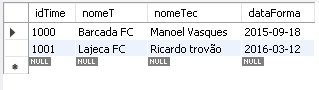 idTime nomeT nomeTec dataForma
1000 Barcada FC Manoel Vasques 2015-09-18
1001 Lajeca FC Ricardo trovão 2016-03-12
NULL NULL NULL NULL